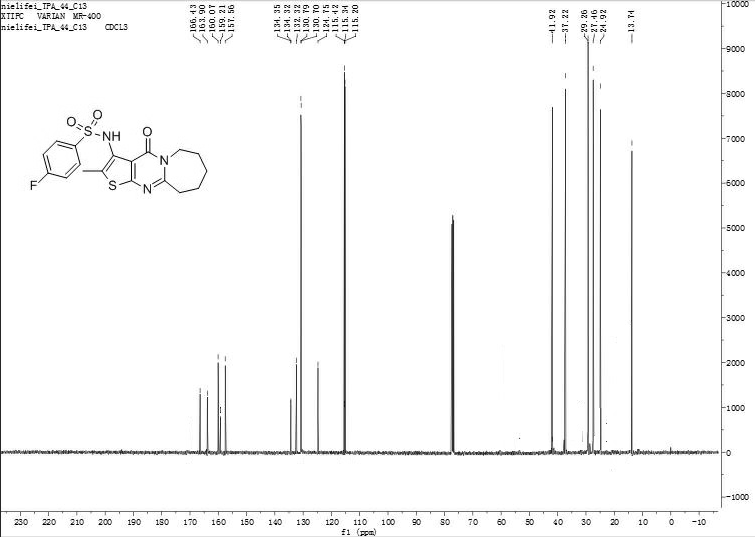 nielifei_TPA_44_C13
XTIPC VARIAN MR-400
nielifei_TPA_44_C13 CDCL3
166.43
163.90
160.07
159.21
157.56
134.35
134.32
132.32
130.79
130.70
124.75
115.42
115.34
115.20
41.92
37.22
29.26
27.46
24.92
13.74
10000
9000
8000
7000
6000
5000
4000
3000
2000
1000
0
-1000
O
O
S
NH
O
N
F
S
N
230 220 210 200 190 180 170 160 150 140 130 120 110 100 90 80 70 60 50 40 30 20 10 0 -10
f1 (ppm)